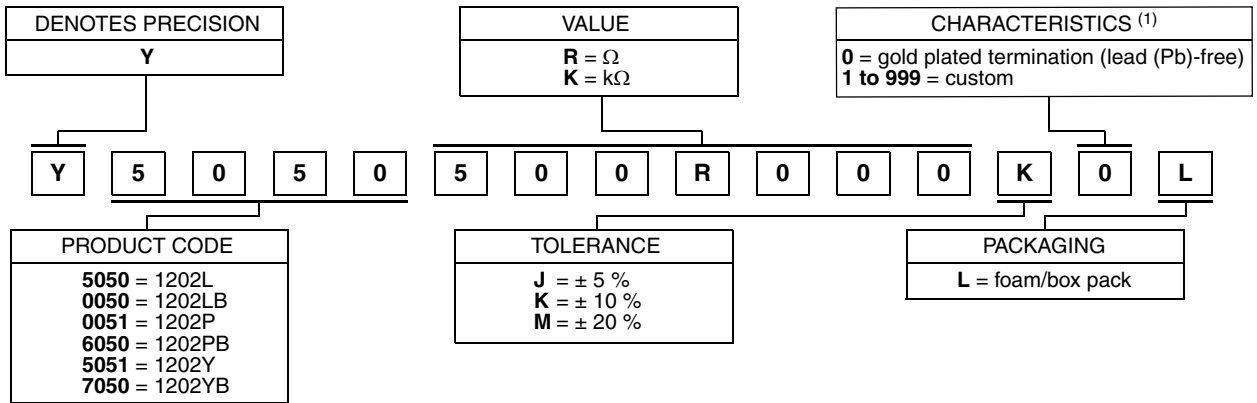 DENOTES PRECISION
Y
VALUE
R = Ω
K = kΩ
CHARACTERISTICS (1)
0 = gold plated termination (lead (Pb)-free)
1 to 999 = custom
Y 5 0 5 0 5 0 0 R 0 0 0 K 0 L
PRODUCT CODE
5050 = 1202L
0050 = 1202LB
0051 = 1202P
6050 = 1202PB
5051 = 1202Y
7050 = 1202YB
TOLERANCE
J = ± 5 %
K = ± 10 %
M = ± 20 %
PACKAGING
L = foam/box pack